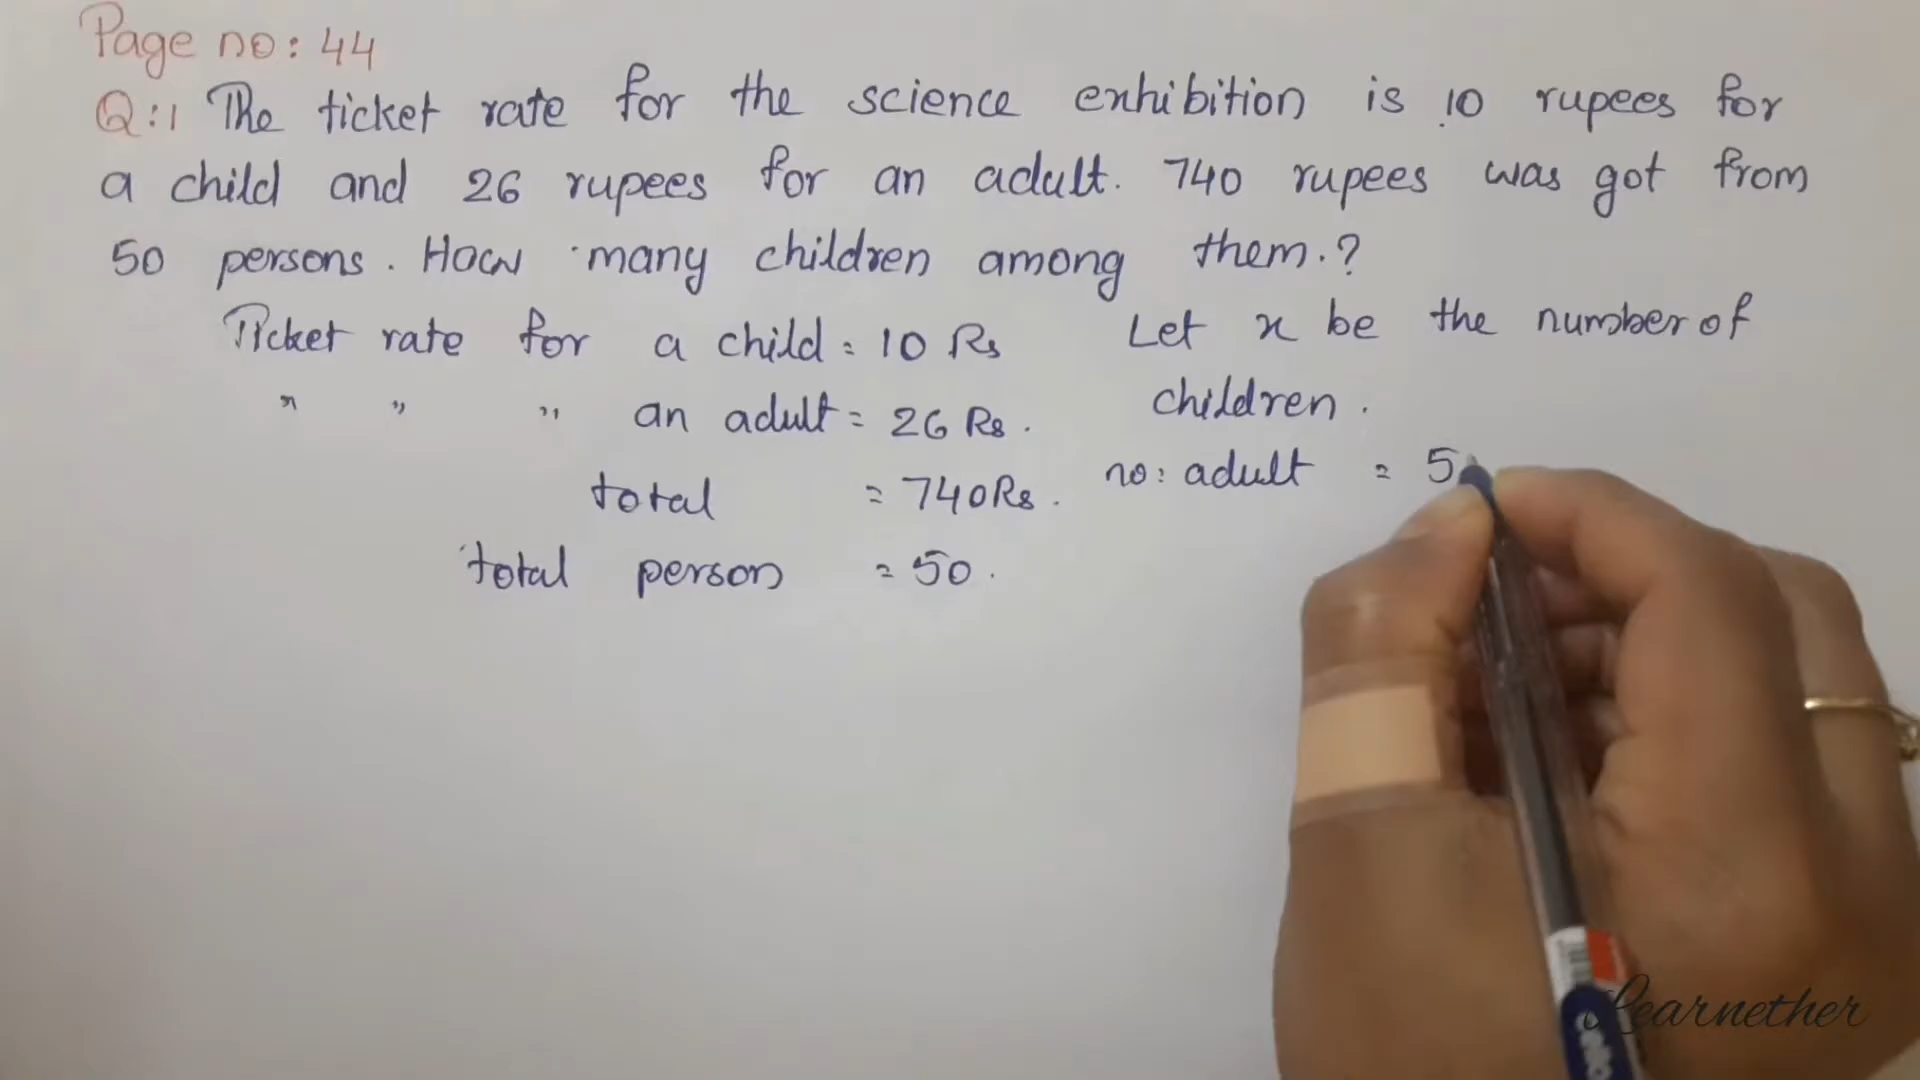 Page no: 44
Q:1 The ticket rate for the science exhibition is 10 rupees for
a child and 26 rupees for an adult. 740 rupees was got from
50 persons. How many children among them.?
Ticket rate for a child = 10 Rs
" " " an adult = 26 Rs.
total = 740Rs.
total person = 50.
Let x be the number of
children.
no: adult = 5
Learnether
cello